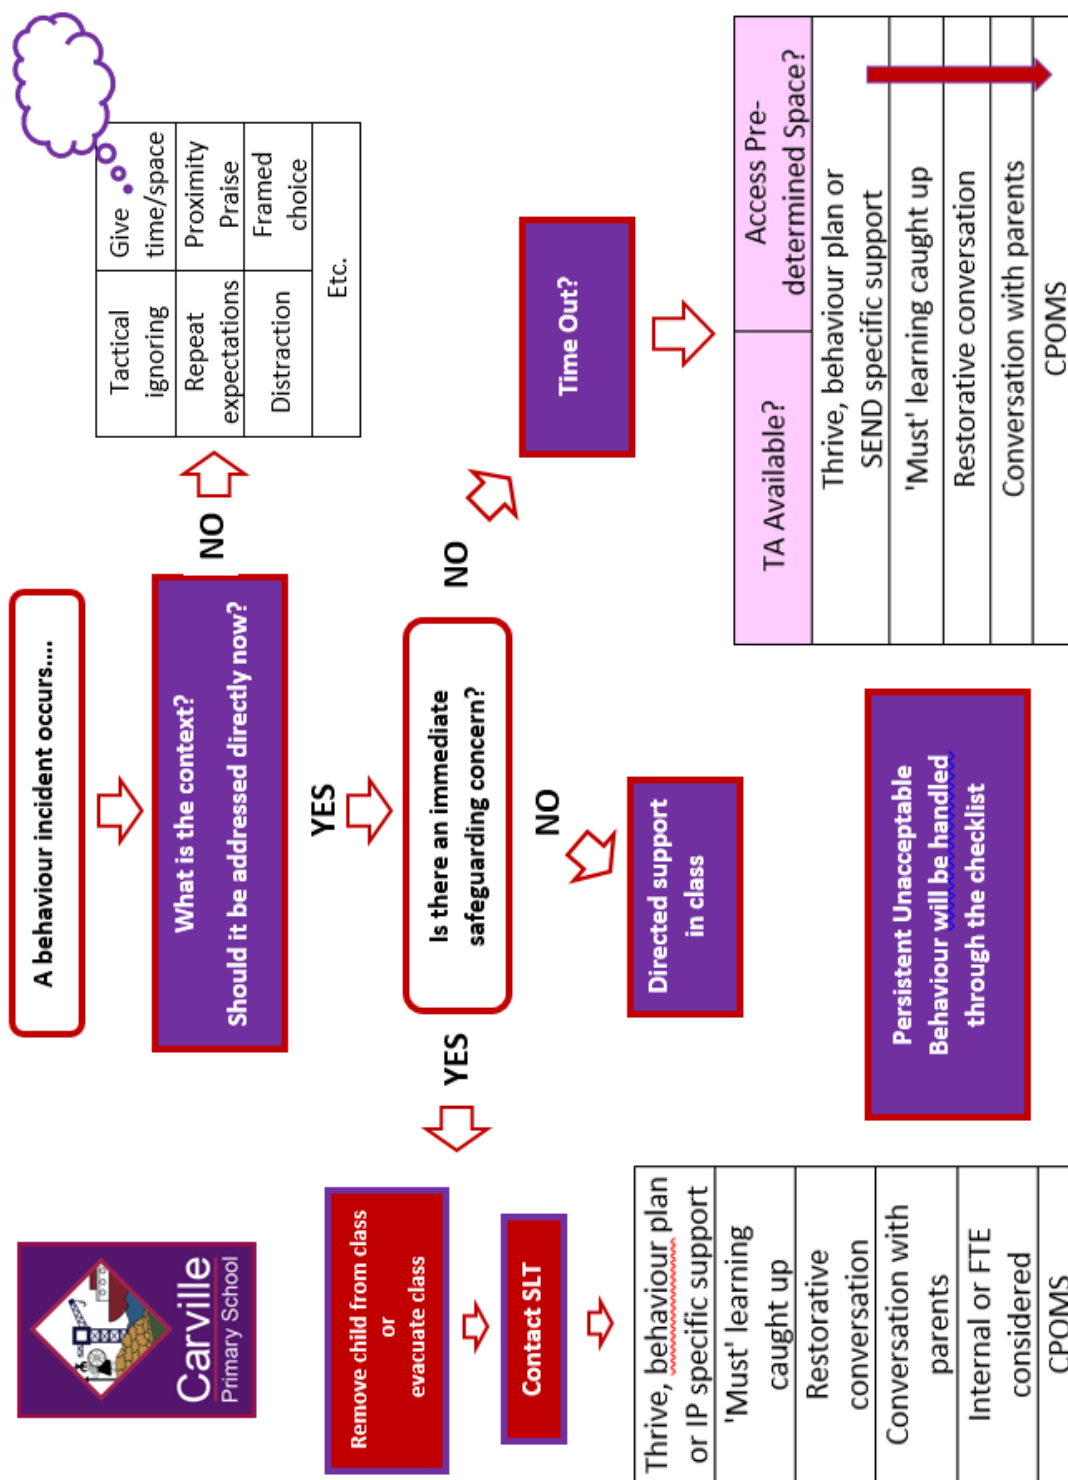 Carville
Primary School
A behaviour incident occurs....
What is the context?
Should it be addressed directly now?
NO
Tactical
ignoring
Give
time/space
Repeat
expectations
Proximity
Praise
Distraction
Framed
choice
Etc.
YES
Is there an immediate
safeguarding concern?
YES
NO
NO
Remove child from class
or
evacuate class
Contact SLT
Directed support
in class
Time Out?
Thrive, behaviour plan
or IP specific support
'Must' learning
caught up
Restorative
conversation
Conversation with
parents
Internal or FTE
considered
CPOMS
Persistent Unacceptable
Behaviour will be handled
through the checklist
TA Available?
Access Pre-
determined Space?
Thrive, behaviour plan or
SEND specific support
'Must' learning caught up
Restorative conversation
Conversation with parents
CPOMS